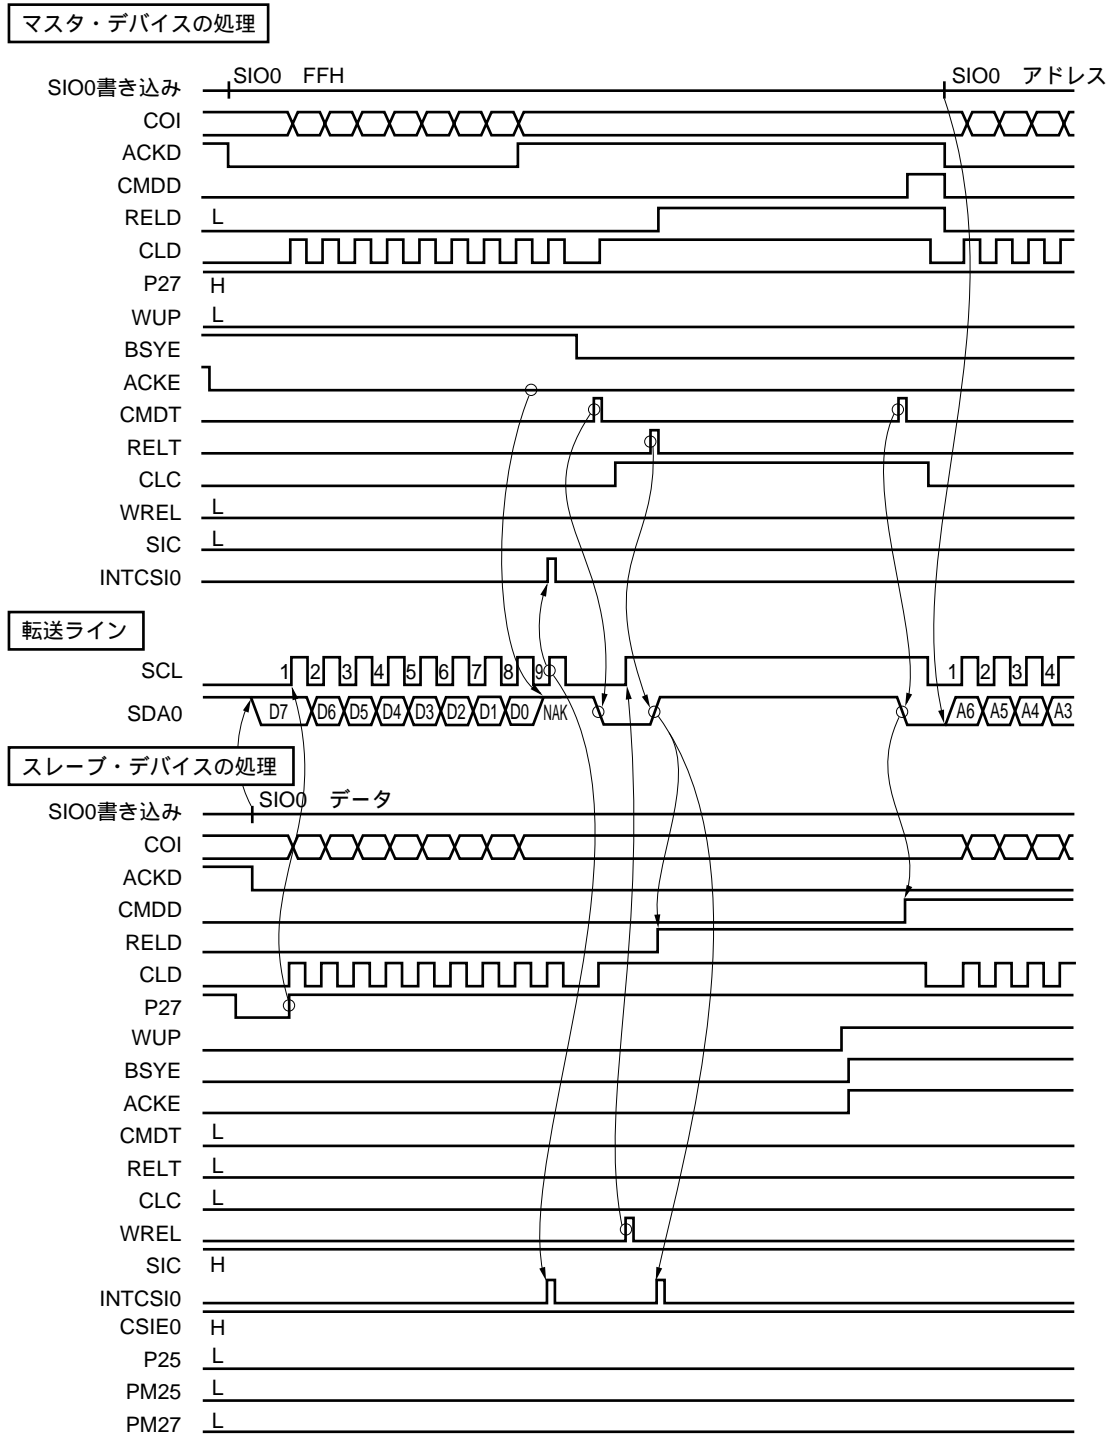 マスタ・デバイスの処理
SIO0書き込み SIO0 FFH SIO0 アドレス
COI
ACKD
CMDD
RELD L
CLD
P27 H
WUP L
BSYE
ACKE
CMDT
RELT
CLC
WREL L
SIC L
INTCSI0
転送ライン
SCL 1 2 3 4 5 6 7 8 9 1 2 3 4
SDA0 D7 D6 D5 D4 D3 D2 D1 D0 NAK A6 A5 A4 A3
スレーブ・デバイスの処理
SIO0書き込み SIO0 データ
COI
ACKD
CMDD
RELD
CLD
P27
WUP
BSYE
ACKE
CMDT L
RELT L
CLC L
WREL
SIC H
INTCSI0
CSIE0 H
P25 L
PM25 L
PM27 L